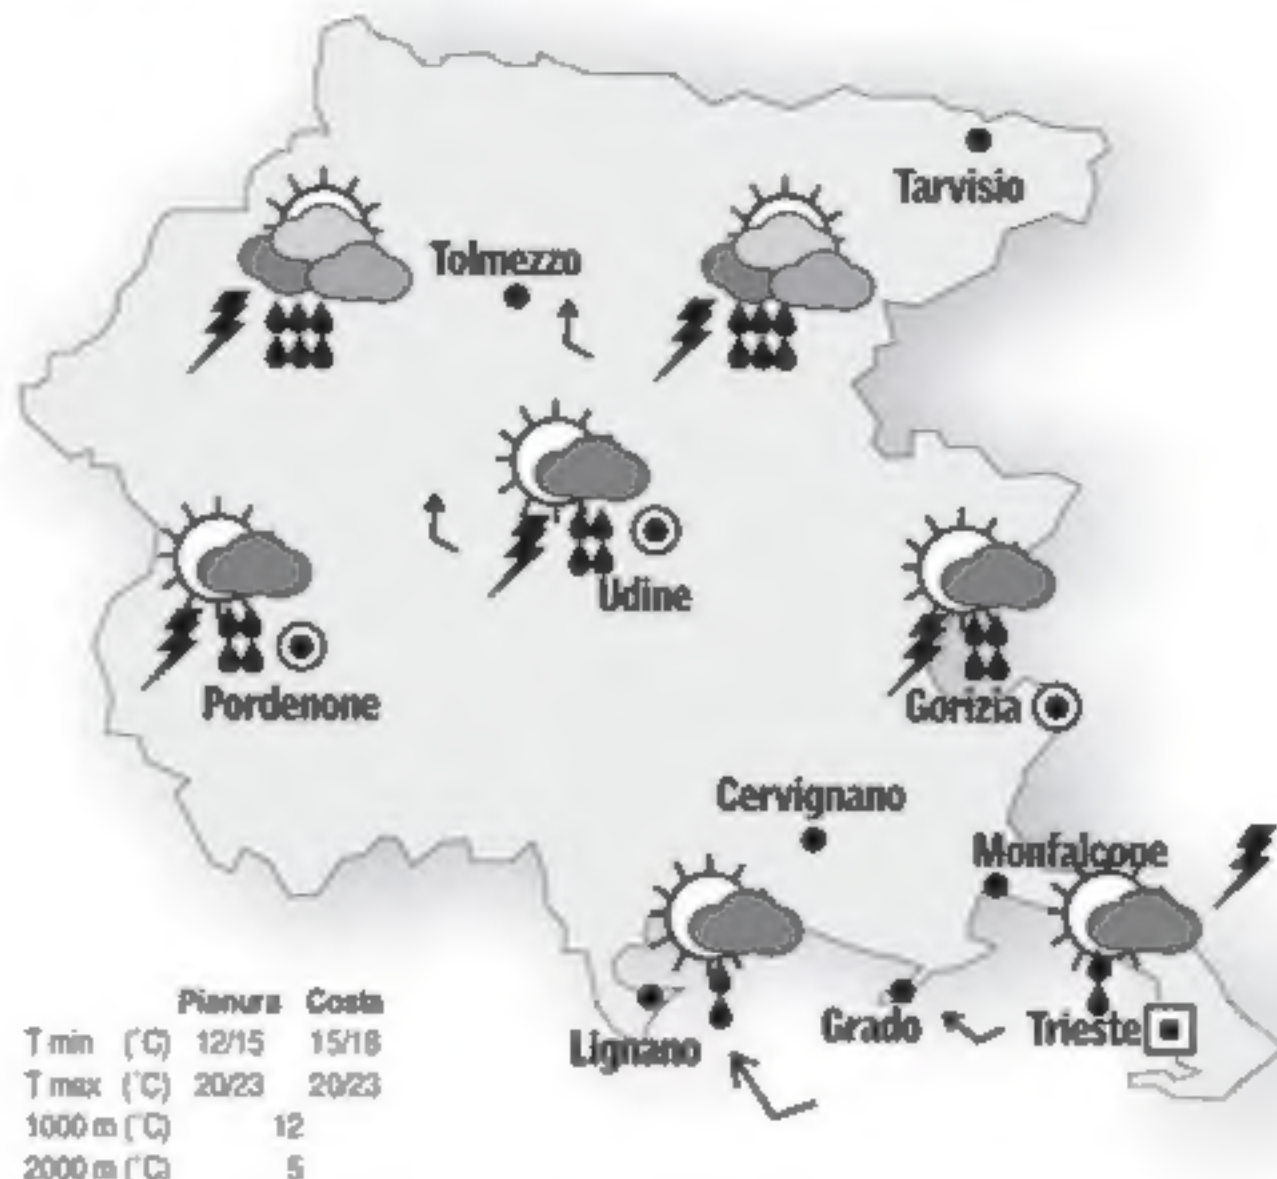 Tarvisio
Tolmezzo
Udine
Pordenone
Gorizia
Cervignano
Monfalcone
Lignano
Grado
Trieste
Pianura Costa
T min (°C) 12/15 15/18
T max (°C) 20/23 20/23
1000 m (°C) 12
2000 m (°C) 5